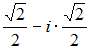 √2/2 − i · √2/2